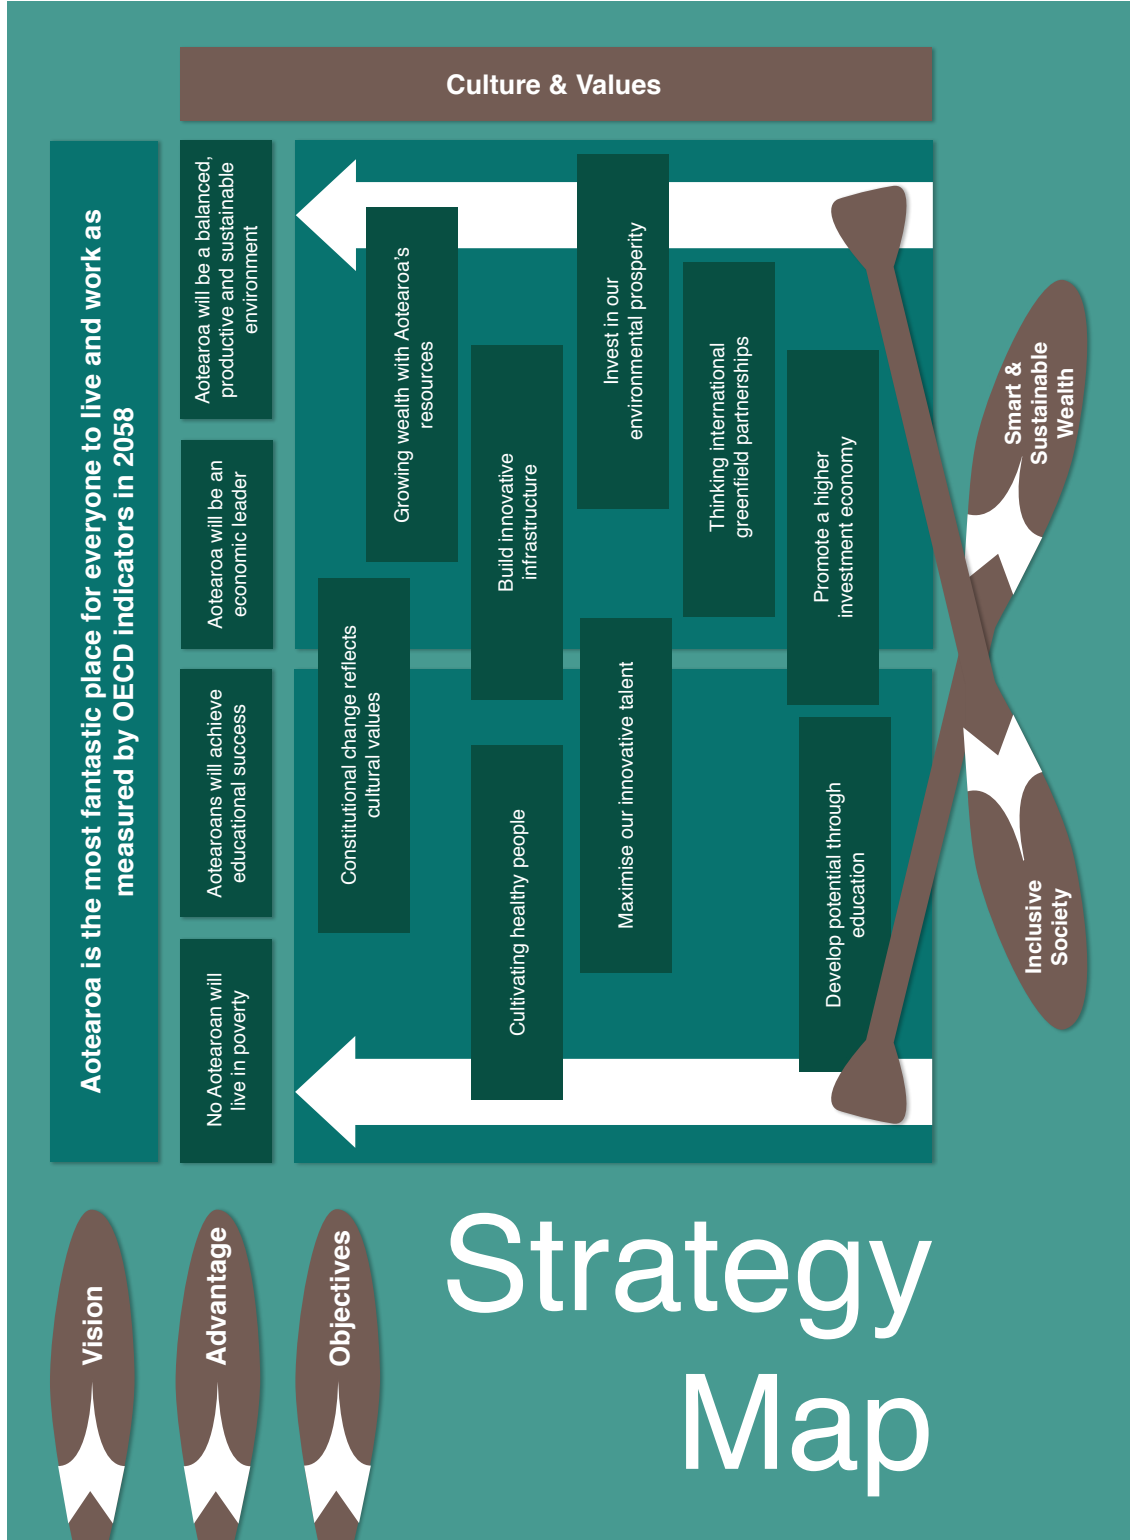 Culture & Values
Vision
Aotearoa is the most fantastic place for everyone to live and work as
measured by OECD indicators in 2058
Advantage
No Aotearoan will
live in poverty
Aotearoans will achieve
educational success
Aotearoa will be an
economic leader
Aotearoa will be a balanced,
productive and sustainable
environment
Objectives
Constitutional change reflects
cultural values
Growing wealth with Aotearoa's
resources
Cultivating healthy people
Build innovative
infrastructure
Maximise our innovative talent
Invest in our
environmental prosperity
Thinking international
greenfield partnerships
Develop potential through
education
Promote a higher
investment economy
Inclusive
Society
Smart &
Sustainable
Wealth
Strategy
Map